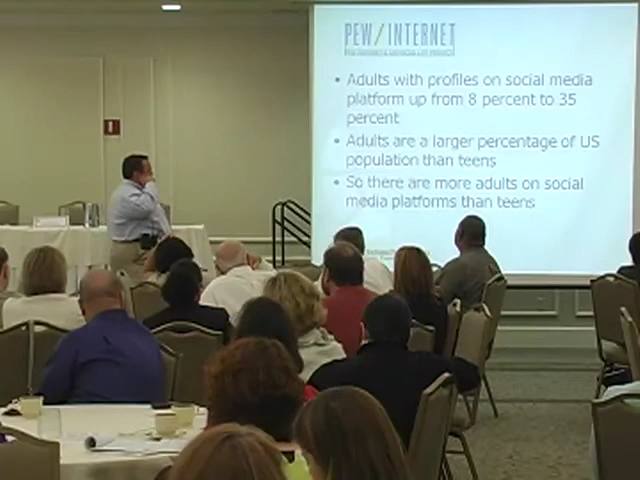 PEW/INTERNET
• Adults with profiles on social media
platform up from 8 percent to 35
percent
• Adults are a larger percentage of US
population than teens
• So there are more adults on social
media platforms than teens